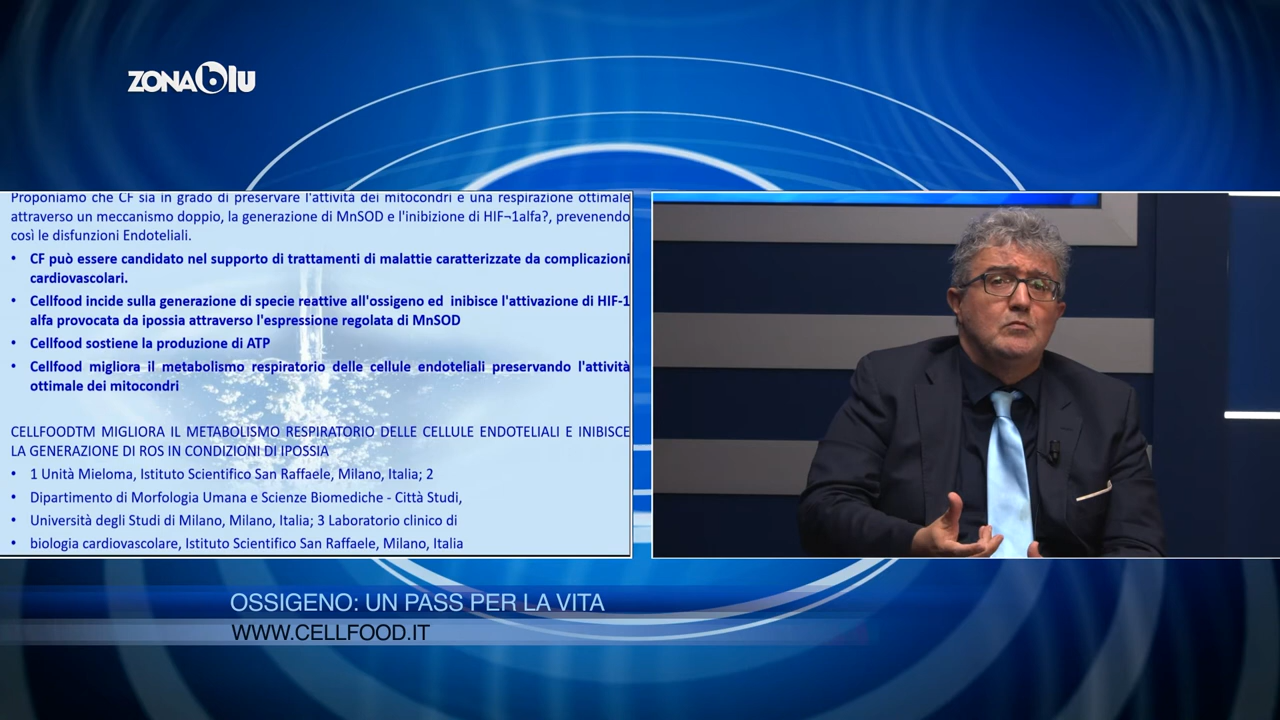 ZONAblu
Proponiamo che CF sia in grado di preservare l'attività dei mitocondri e una respirazione ottimale
attraverso un meccanismo doppio, la generazione di MnSOD e l'inibizione di HIF¬1alfa?, prevenendo
così le disfunzioni Endoteliali.
• CF può essere candidato nel supporto di trattamenti di malattie caratterizzate da complicazioni
cardiovascolari.
• Cellfood incide sulla generazione di specie reattive all'ossigeno ed inibisce l'attivazione di HIF-1
alfa provocata da ipossia attraverso l'espressione regolata di MnSOD
• Cellfood sostiene la produzione di ATP
• Cellfood migliora il metabolismo respiratorio delle cellule endoteliali preservando l'attività
ottimale dei mitocondri
CELLFOODTM MIGLIORA IL METABOLISMO RESPIRATORIO DELLE CELLULE ENDOTELIALI E INIBISCE
LA GENERAZIONE DI ROS IN CONDIZIONI DI IPOSSIA
• 1 Unità Mieloma, Istituto Scientifico San Raffaele, Milano, Italia; 2
• Dipartimento di Morfologia Umana e Scienze Biomediche - Città Studi,
• Università degli Studi di Milano, Milano, Italia; 3 Laboratorio clinico di
• biologia cardiovascolare, Istituto Scientifico San Raffaele, Milano, Italia
OSSIGENO: UN PASS PER LA VITA
WWW.CELLFOOD.IT